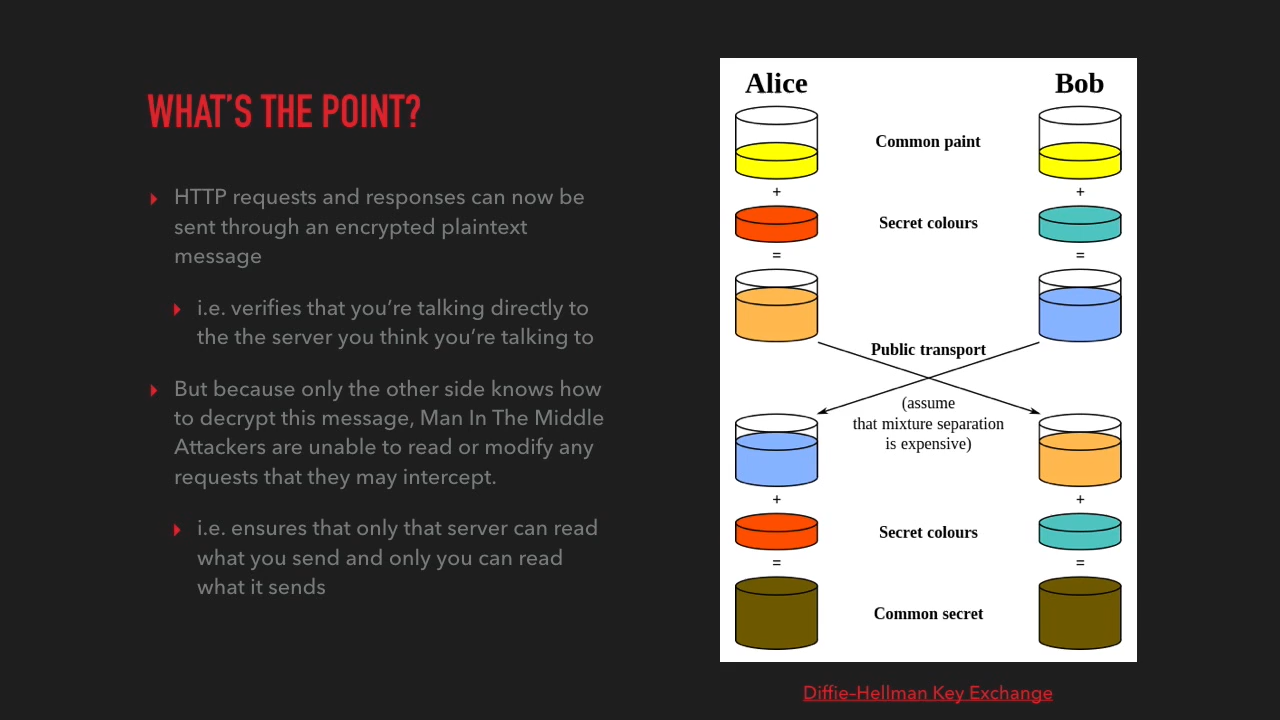 WHAT'S THE POINT?
HTTP requests and responses can now be
sent through an encrypted plaintext
message
i.e. verifies that you're talking directly to
the the server you think you're talking to
But because only the other side knows how
to decrypt this message, Man In The Middle
Attackers are unable to read or modify any
requests that they may intercept.
i.e. ensures that only that server can read
what you send and only you can read
what it sends
Alice Bob
Common paint
+ +
Secret colours
= =
Public transport
(assume
that mixture separation
is expensive)
+ +
Secret colours
= =
Common secret
Diffie-Hellman Key Exchange